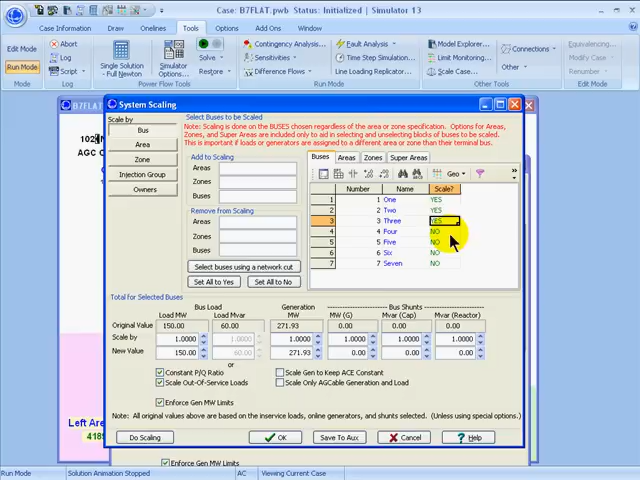 Case: B7FLAT.pwb Status: Initialized | Simulator 13
Case Information Draw Onelines Tools Options Add Ons Window
Edit Mode
Run Mode
Mode
Abort
Log
Script
Log
Single Solution - Full Newton
Simulator Options...
Restore
Power Flow Tools
Contingency Analysis...
Sensitivities
Difference Flows
Fault Analysis
Time Step Simulation...
Line Loading Replicator...
Run Mode
Model Explorer...
Limit Monitoring...
Scale Case...
Other
Other Tools
Equivalencing...
Modify Case
Edit Mode
B7FLAT.pwb
AGC
Left Area
System Scaling
Scale by
Bus
Area
Zone
Injection Group
Owners
Select Buses to be Scaled
Note: Scaling is done on the BUSES chosen regardless of the area or zone specification. Options for Areas,
Zones, and Super Areas are included only to aid in selecting and unselecting blocks of buses to be scaled.
This is important if loads or generators are assigned to a different area or zone than their terminal bus.
Add to Scaling
Areas
Zones
Buses
Remove from Scaling
Areas
Zones
Buses
Select buses using a network cut
Set All to Yes Set All to No
Buses Areas Zones Super Areas
Geo
Number Name Scale?
1 1 One YES
2 2 Two YES
3 3 Three YES
4 4 Four NO
5 5 Five NO
6 6 Six NO
7 7 Seven NO
Total for Selected Buses
Bus Load Generation Bus Shunts
Load MW Load Mvar MW MW (G) Mvar (Cap) Mvar (Reactor)
Original Value 150.00 60.00 271.93 0.00 0.00 0.00
Scale by 1.0000 1.0000 1.0000 1.0000 1.0000 1.0000
or
New Value 150.00 60.00 271.93 0.00 0.00 0.00
Constant P/Q Ratio
Scale Out-Of-Service Loads
Enforce Gen MW Limits
Scale Gen to Keep ACE Constant
Scale Only AGCable Generation and Load
Note: All original values above are based on the inservice loads, online generators, and shunts selected. (Unless using special options.)
Do Scaling OK Save To Aux Cancel Help
Enforce Gen MW Limits
Run Mode Solution Animation Stopped AC Viewing Current Case